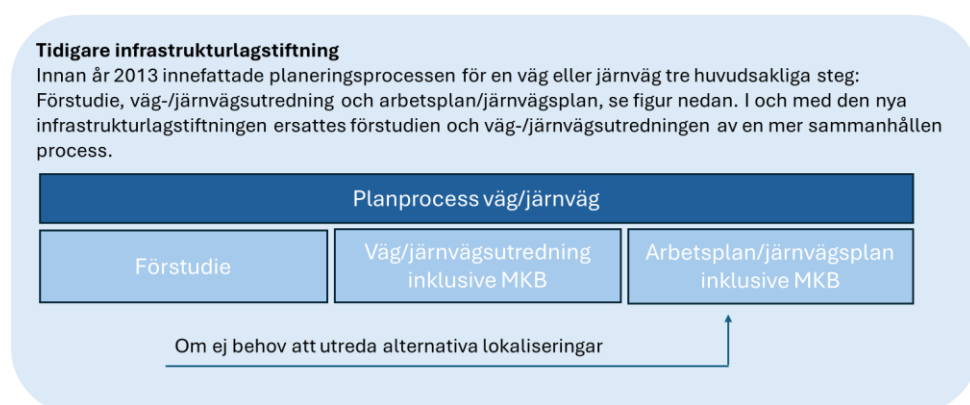 Tidigare infrastrukturlagstiftning
Innan år 2013 innefattade planeringsprocessen för en väg eller järnväg tre huvudsakliga steg:
Förstudie, väg-/järnvägsutredning och arbetsplan/järnvägsplan, se figur nedan. I och med den nya
infrastrukturlagstiftningen ersattes förstudien och väg-/järnvägsutredningen av en mer sammanhållen
process.
Planprocess väg/järnväg
Förstudie
Väg/järnvägsutredning
inklusive MKB
Arbetsplan/järnvägsplan
inklusive MKB
Om ej behov att utreda alternativa lokaliseringar